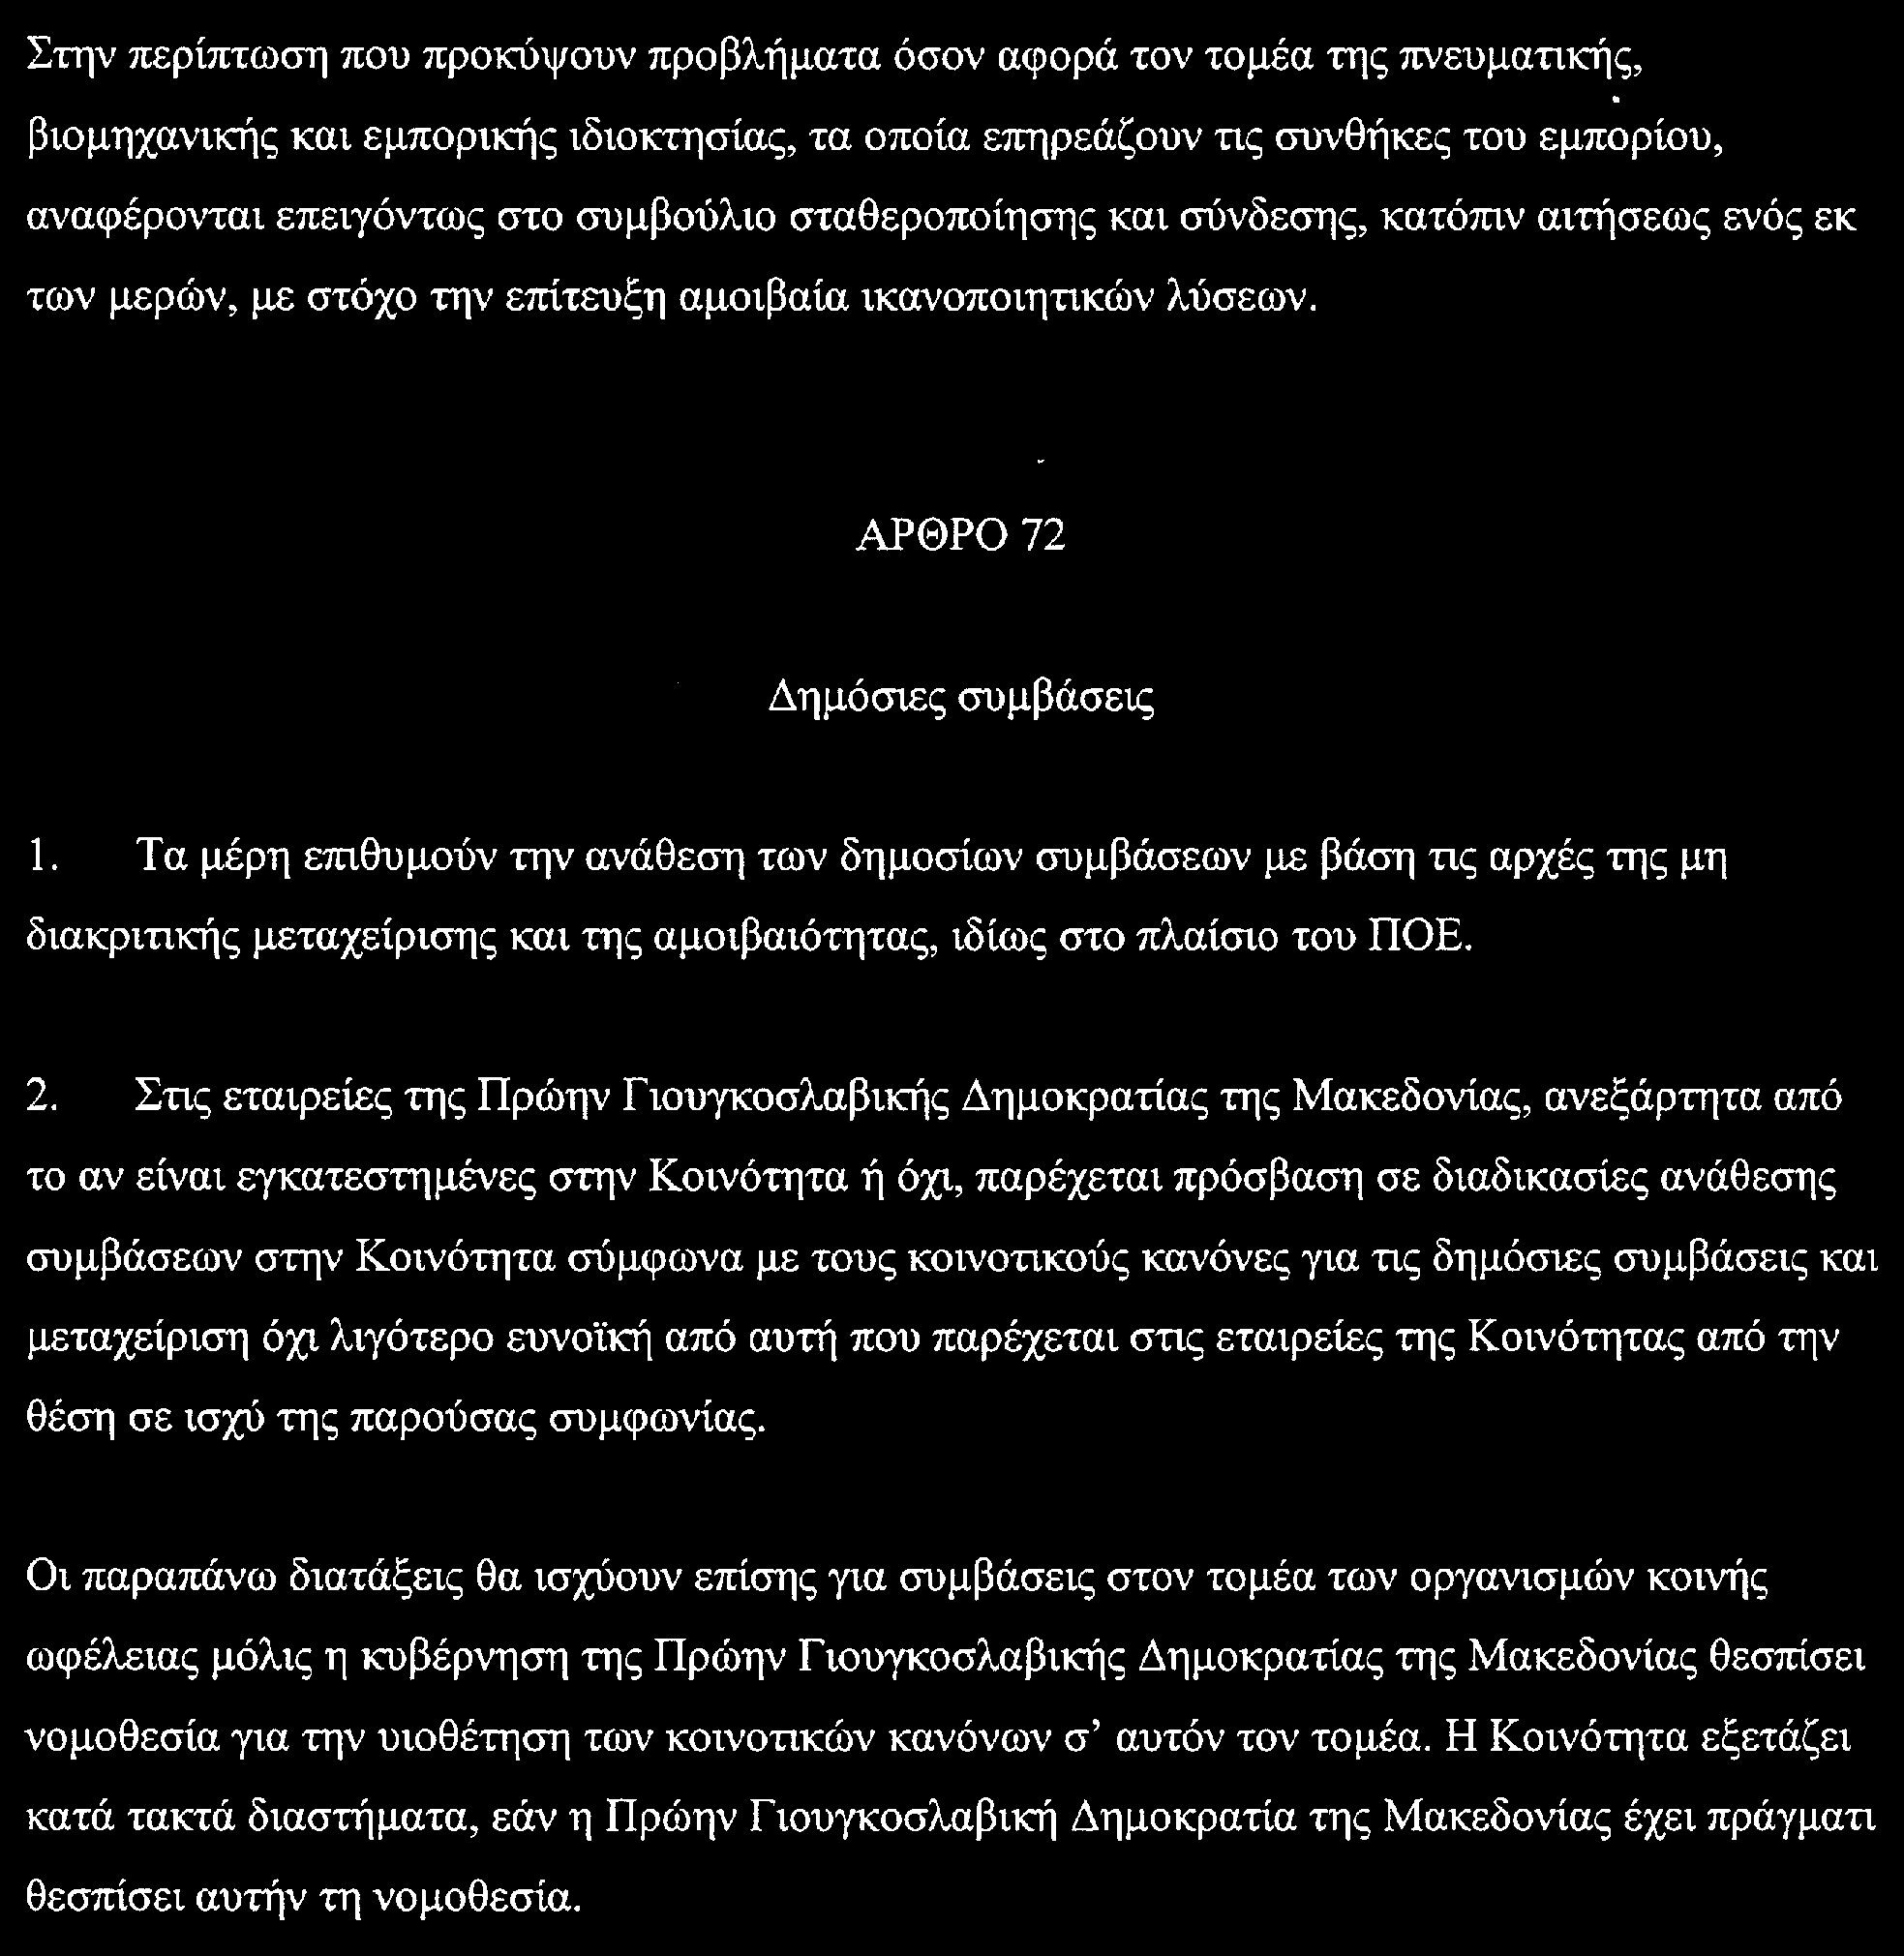 Στην περίπτωση που προκύψουν προβλήματα όσον αφορά τον τομέα της πνευματικής,
βιομηχανικής και εμπορικής ιδιοκτησίας, τα οποία επηρεάζουν τις συνθήκες του εμπορίου,
αναφέρονται επειγόντως στο συμβούλιο σταθεροποίησης και σύνδεσης, κατόπιν αιτήσεως ενός εκ
των μερών, με στόχο την επίτευξη αμοιβαία ικανοποιητικών λύσεων.
ΑΡΘΡΟ 72
Δημόσιες συμβάσεις
1. Τα μέρη επιθυμούν την ανάθεση των δημοσίων συμβάσεων με βάση τις αρχές της μη
διακριτικής μεταχείρισης και της αμοιβαιότητας, ιδίως στο πλαίσιο του ΠΟΕ.
2. Στις εταιρείες της Πρώην Γιουγκοσλαβικής Δημοκρατίας της Μακεδονίας, ανεξάρτητα από
το αν είναι εγκατεστημένες στην Κοινότητα ή όχι, παρέχεται πρόσβαση σε διαδικασίες ανάθεσης
συμβάσεων στην Κοινότητα σύμφωνα με τους κοινοτικούς κανόνες για τις δημόσιες συμβάσεις και
μεταχείριση όχι λιγότερο ευνοϊκή από αυτή που παρέχεται στις εταιρείες της Κοινότητας από την
θέση σε ισχύ της παρούσας συμφωνίας.
Οι παραπάνω διατάξεις θα ισχύουν επίσης για συμβάσεις στον τομέα των οργανισμών κοινής
ωφέλειας μόλις η κυβέρνηση της Πρώην Γιουγκοσλαβικής Δημοκρατίας της Μακεδονίας θεσπίσει
νομοθεσία για την υιοθέτηση των κοινοτικών κανόνων σ’ αυτόν τον τομέα. Η Κοινότητα εξετάζει
κατά τακτά διαστήματα, εάν η Πρώην Γιουγκοσλαβική Δημοκρατία της Μακεδονίας έχει πράγματι
θεσπίσει αυτήν τη νομοθεσία.